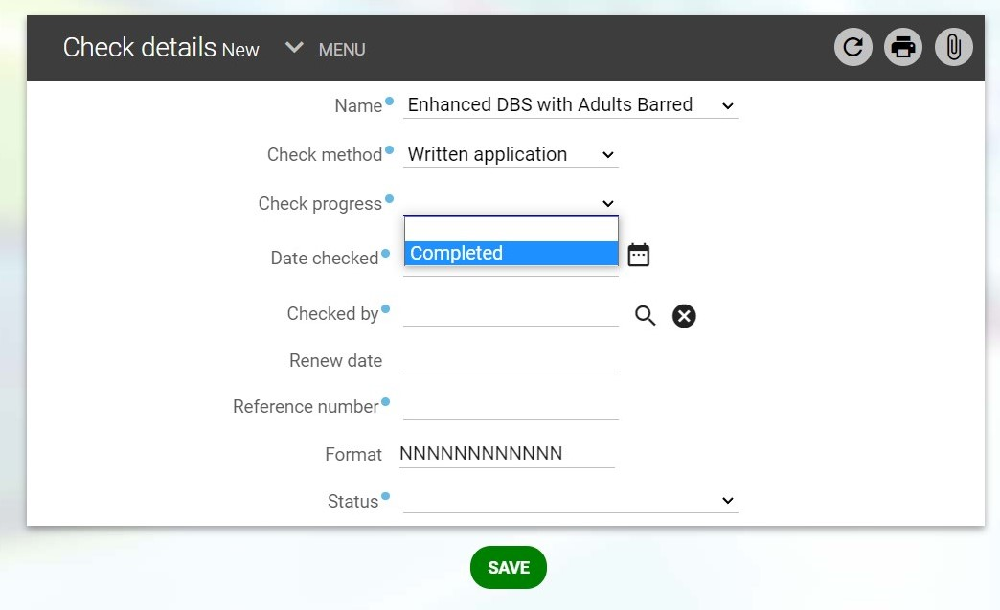 Check details New MENU
Name Enhanced DBS with Adults Barred
Check method Written application
Check progress
Completed
Date checked
Checked by
Renew date
Reference number
Format NNNNNNNNNNNN
Status
SAVE